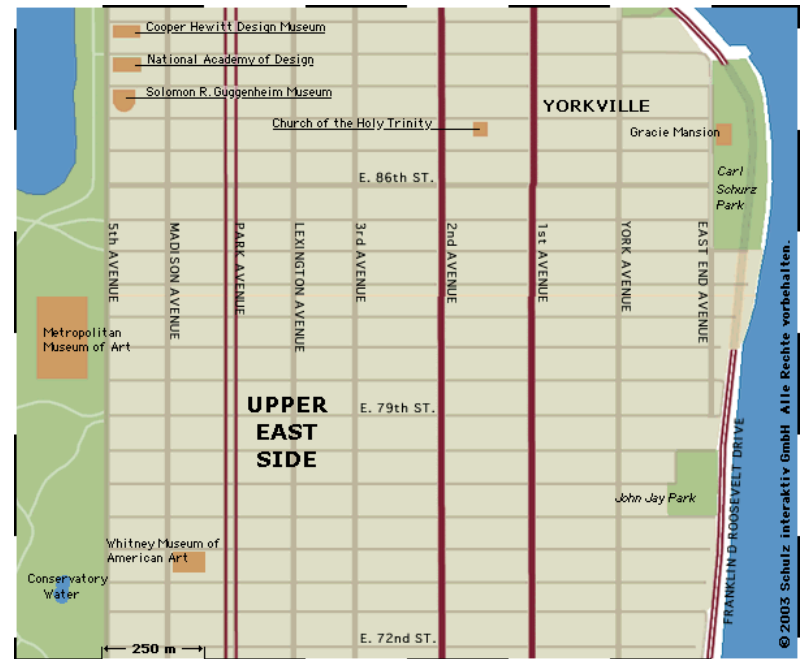 Cooper Hewitt Design Museum
National Academy of Design
Solomon R. Guggenheim Museum
YORKVILLE
Church of the Holy Trinity
Gracie Mansion
E. 86th ST.
Carl
Schurz
Park
5th AVENUE
MADISON AVENUE
PARK AVENUE
LEXINGTON AVENUE
3rd AVENUE
2nd AVENUE
1st AVENUE
YORK AVENUE
EAST END AVENUE
Metropolitan
Museum of Art
UPPER
EAST
SIDE
E. 79th ST.
John Jay Park
FRANKLIN D ROOSEVELT DRIVE
Whitney Museum of
American Art
Conservatory
Water
E. 72nd ST.
250 m
© 2003 Schulz interaktiv GmbH Alle Rechte vorbehalten.